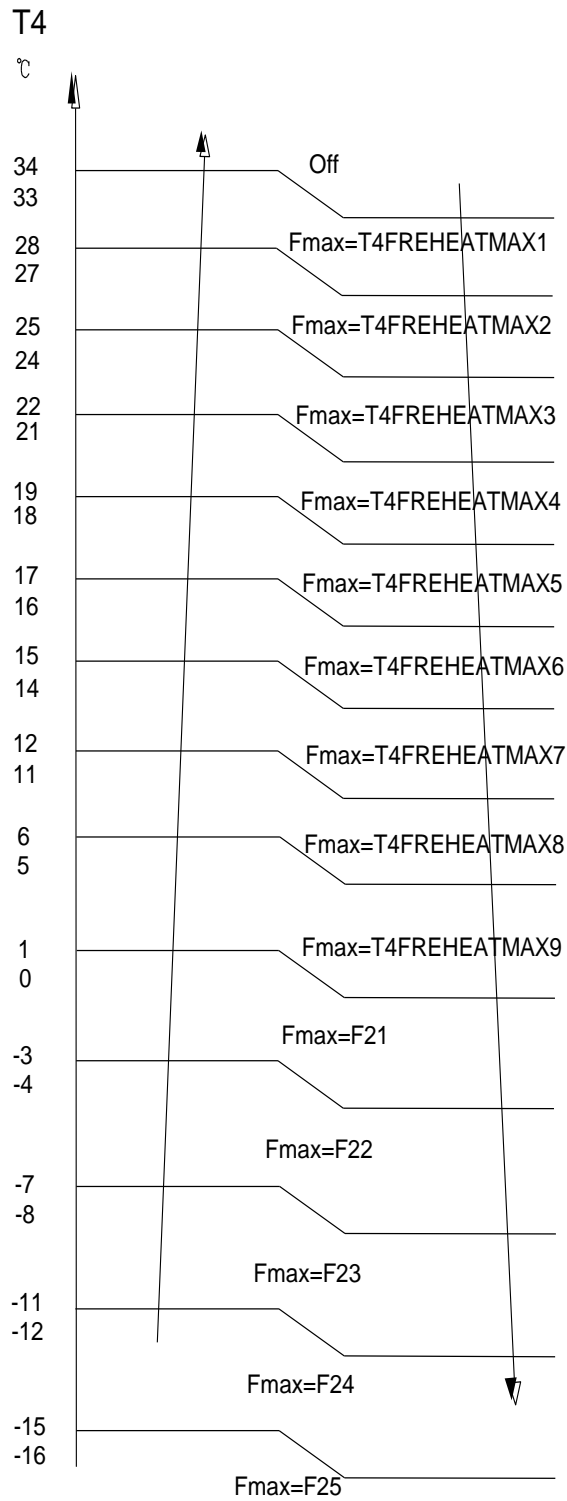 T4
℃
34
Off
33
Fmax=T4FREHEATMAX1
28
27
Fmax=T4FREHEATMAX2
25
24
Fmax=T4FREHEATMAX3
22
21
Fmax=T4FREHEATMAX4
19
18
Fmax=T4FREHEATMAX5
17
16
Fmax=T4FREHEATMAX6
15
14
Fmax=T4FREHEATMAX7
12
11
Fmax=T4FREHEATMAX8
6
5
Fmax=T4FREHEATMAX9
1
0
Fmax=F21
-3
-4
Fmax=F22
-7
-8
Fmax=F23
-11
-12
Fmax=F24
-15
-16
Fmax=F25